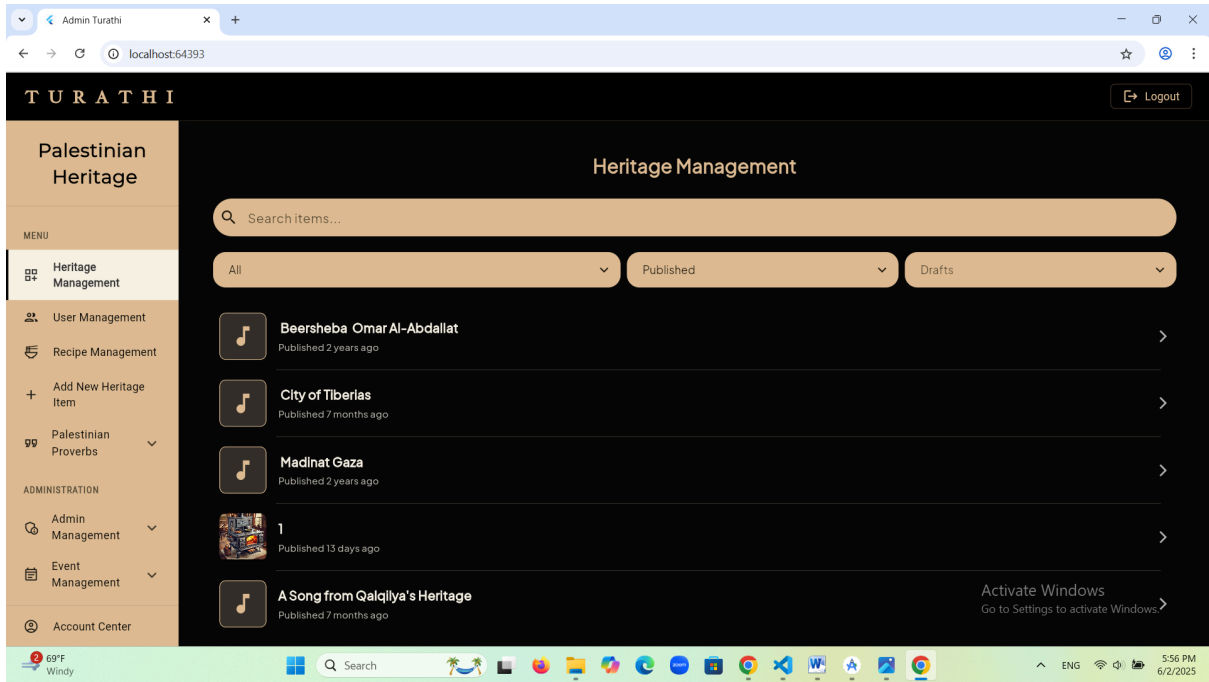 Admin Turathi
localhost:64393
TURATHI
Logout
Palestinian
Heritage
MENU
Heritage
Management
User Management
Recipe Management
Add New Heritage
Item
Palestinian
Proverbs
ADMINISTRATION
Admin
Management
Event
Management
Account Center
Heritage Management
Search items...
All
Published
Drafts
Beersheba Omar Al-Abdallat
Published 2 years ago
City of Tiberias
Published 7 months ago
Madinat Gaza
Published 2 years ago
1
Published 13 days ago
A Song from Qalqilya's Heritage
Published 7 months ago
Activate Windows
Go to Settings to activate Windows.
2
69°F
Windy
Search
zoom
W
ENG
5:56 PM
6/2/2025